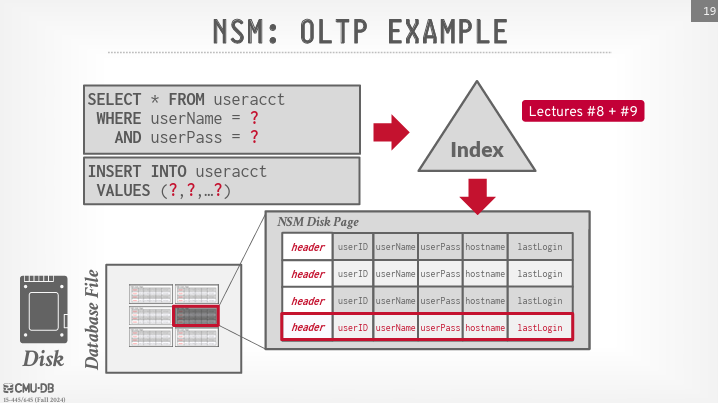 19
NSM: OLTP EXAMPLE
SELECT * FROM useracct
WHERE userName = ?
AND userPass = ?
INSERT INTO useracct
VALUES (?,?,…?)
Index
Lectures #8 + #9
NSM Disk Page
header userID userName userPass hostname lastLogin
header userID userName userPass hostname lastLogin
header userID userName userPass hostname lastLogin
header userID userName userPass hostname lastLogin
Database File
Disk
CMU-DB
15-445/645 (Fall 2024)